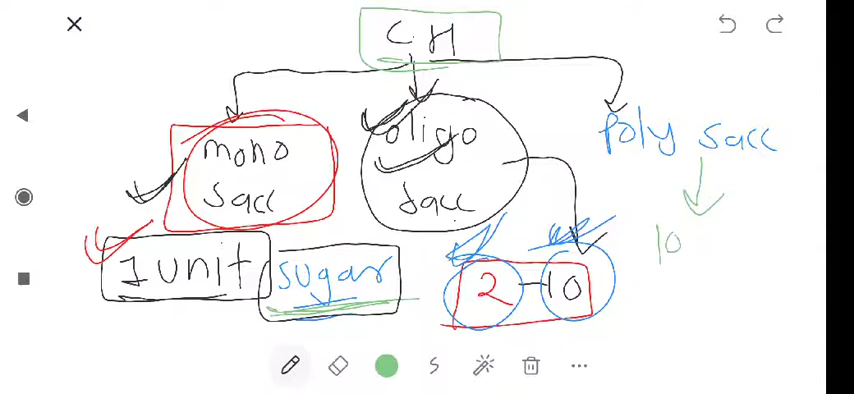 CH
mono
sacc
oligo
sacc
poly sacc
1 unit sugar
2-10
10